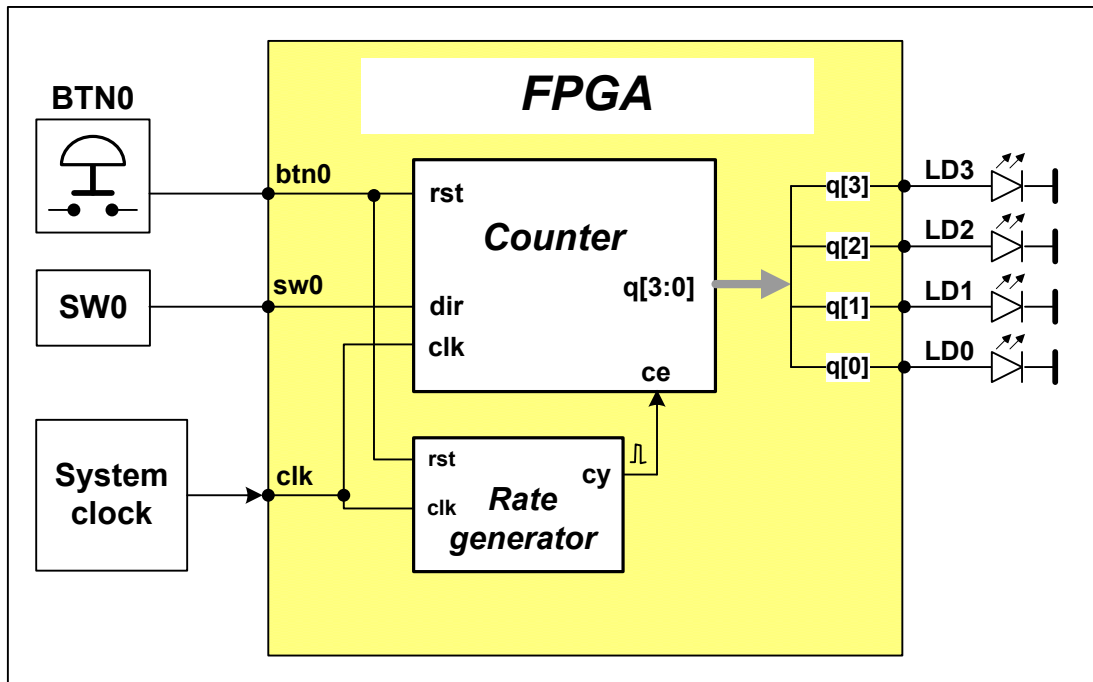 FPGA
BTN0
btn0
rst
Counter
q[3:0]
sw0
SW0
dir
clk
ce
q[3]
LD3
q[2]
LD2
q[1]
LD1
q[0]
LD0
System
clock
clk
rst
cy
clk
Rate
generator